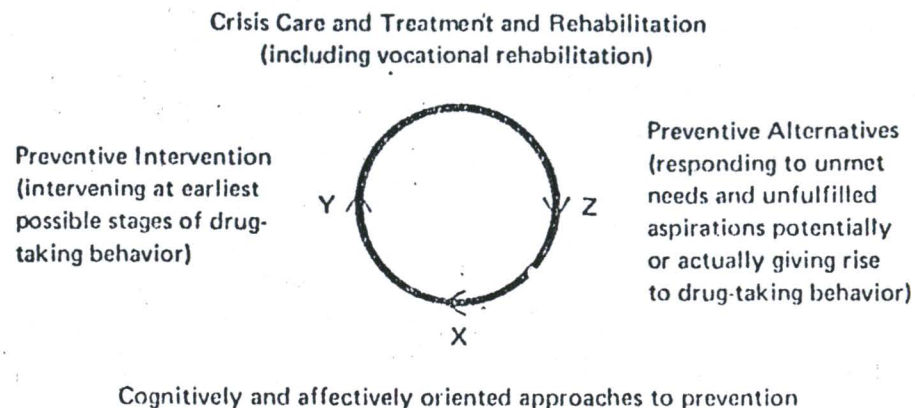 Crisis Care and Treatment and Rehabilitation
(including vocational rehabilitation)
Preventive Intervention
(intervening at earliest
possible stages of drug-
taking behavior)
Y
Z
Preventive Alternatives
(responding to unmet
needs and unfulfilled
aspirations potentially
or actually giving rise
to drug-taking behavior)
X
Cognitively and affectively oriented approaches to prevention